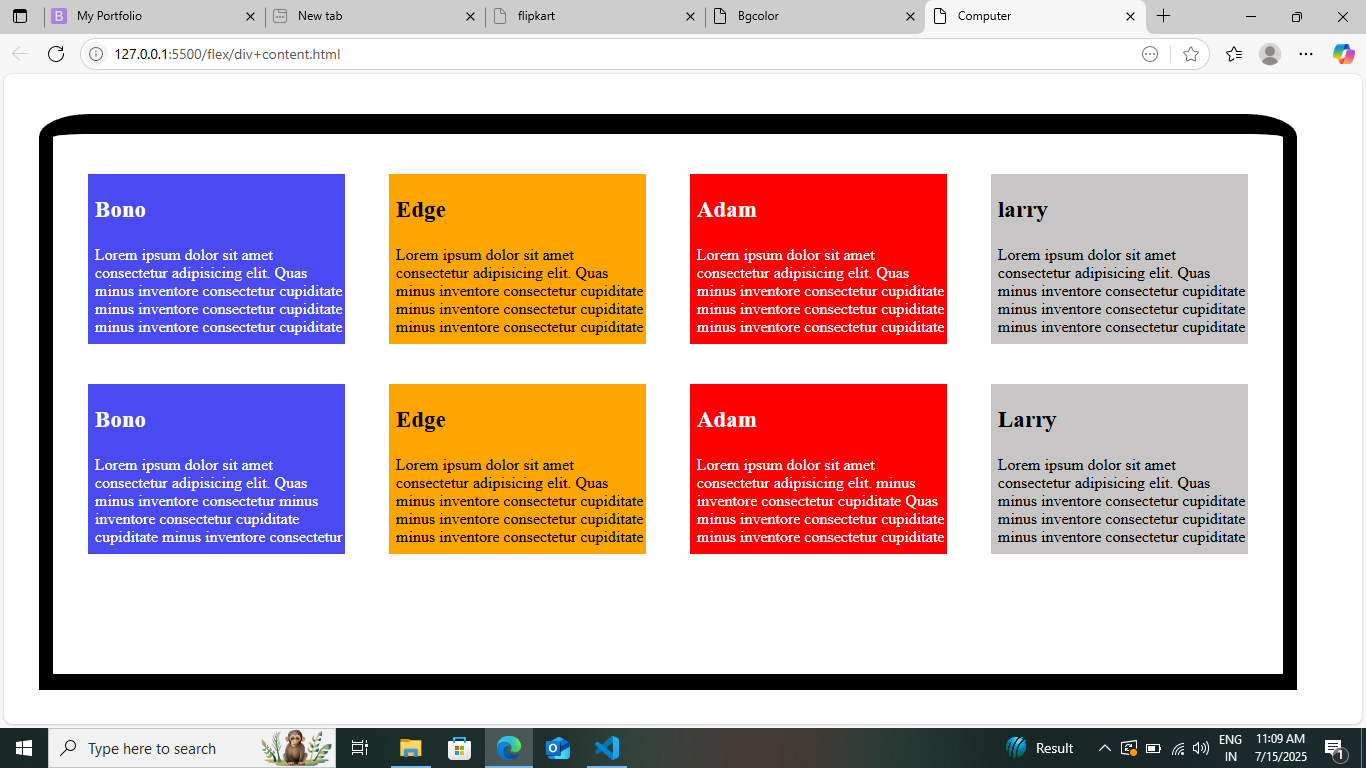 My Portfolio
New tab
flipkart
Bgcolor
Computer
127.0.0.1:5500/flex/div+content.html
Bono
Lorem ipsum dolor sit amet
consectetur adipisicing elit. Quas
minus inventore consectetur cupiditate
minus inventore consectetur cupiditate
minus inventore consectetur cupiditate
Edge
Lorem ipsum dolor sit amet
consectetur adipisicing elit. Quas
minus inventore consectetur cupiditate
minus inventore consectetur cupiditate
minus inventore consectetur cupiditate
Adam
Lorem ipsum dolor sit amet
consectetur adipisicing elit. Quas
minus inventore consectetur cupiditate
minus inventore consectetur cupiditate
minus inventore consectetur cupiditate
larry
Lorem ipsum dolor sit amet
consectetur adipisicing elit. Quas
minus inventore consectetur cupiditate
minus inventore consectetur cupiditate
minus inventore consectetur cupiditate
Bono
Lorem ipsum dolor sit amet
consectetur adipisicing elit. Quas
minus inventore consectetur minus
inventore consectetur cupiditate
cupiditate minus inventore consectetur
Edge
Lorem ipsum dolor sit amet
consectetur adipisicing elit. Quas
minus inventore consectetur cupiditate
minus inventore consectetur cupiditate
minus inventore consectetur cupiditate
Adam
Lorem ipsum dolor sit amet
consectetur adipisicing elit. minus
inventore consectetur cupiditate Quas
minus inventore consectetur cupiditate
minus inventore consectetur cupiditate
Larry
Lorem ipsum dolor sit amet
consectetur adipisicing elit. Quas
minus inventore consectetur cupiditate
minus inventore consectetur cupiditate
minus inventore consectetur cupiditate
Type here to search
Result
ENG
IN
11:09 AM
7/15/2025
1